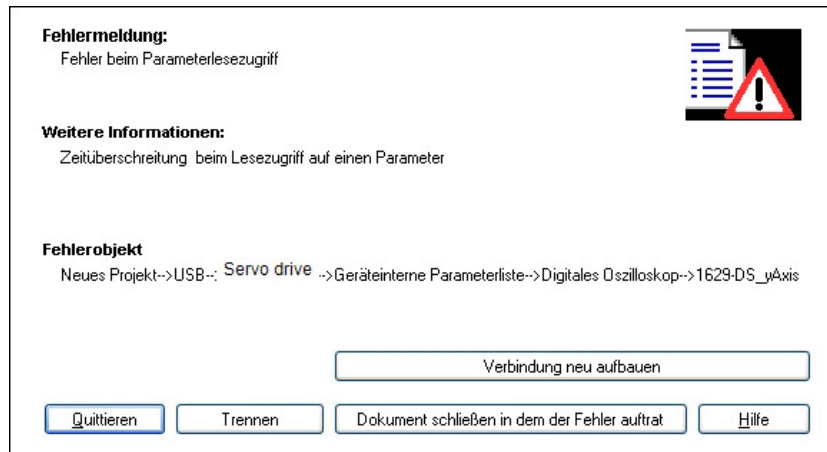 Fehlermeldung:
Fehler beim Parameterlesezugriff
Weitere Informationen:
Zeitüberschreitung beim Lesezugriff auf einen Parameter
Fehlerobjekt
Neues Projekt-->USB--: Servo drive -->Geräteinterne Parameterliste-->Digitales Oszilloskop-->1629-DS_yAxis
Verbindung neu aufbauen
Quittieren
Trennen
Dokument schließen in dem der Fehler auftrat
Hilfe